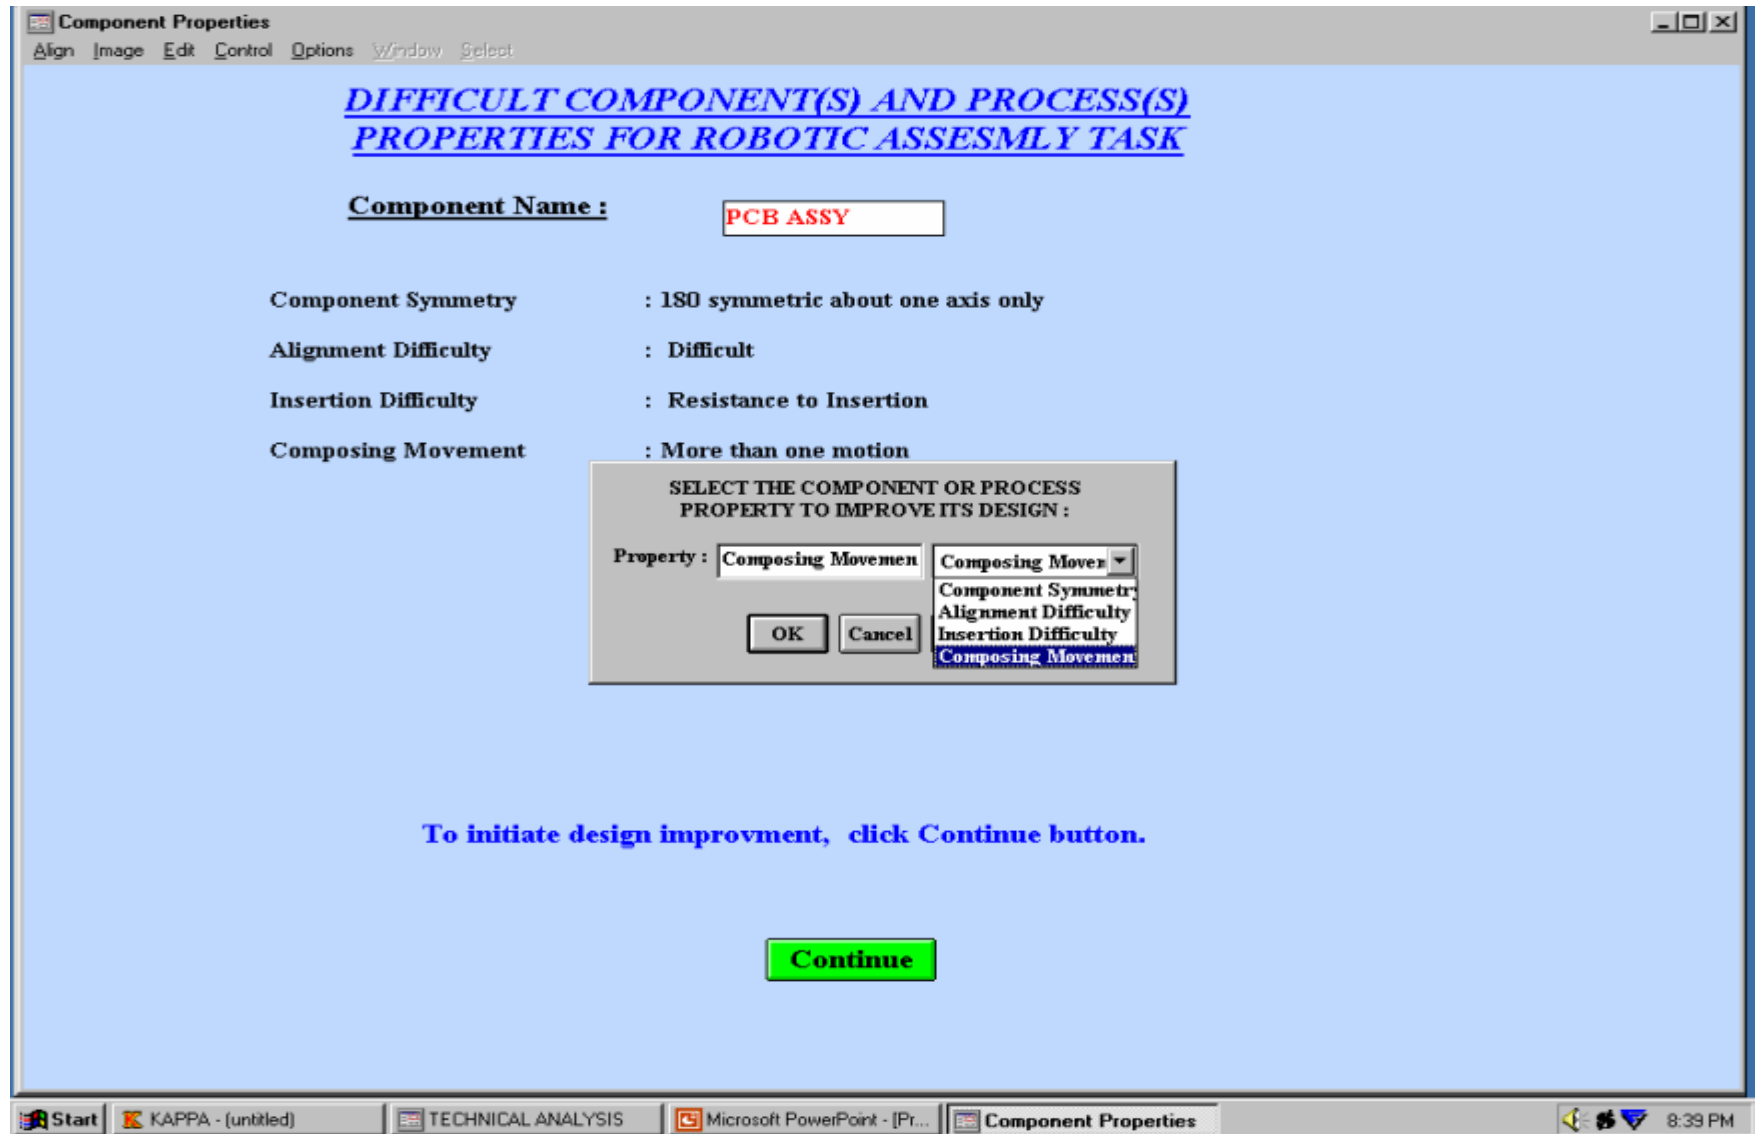 Component Properties
Align Image Edit Control Options Window Select
DIFFICULT COMPONENT(S) AND PROCESS(S)
PROPERTIES FOR ROBOTIC ASSESMLY TASK
Component Name :
PCB ASSY
Component Symmetry : 180 symmetric about one axis only
Alignment Difficulty : Difficult
Insertion Difficulty : Resistance to Insertion
Composing Movement : More than one motion
SELECT THE COMPONENT OR PROCESS
PROPERTY TO IMPROVE ITS DESIGN :
Property : Composing Movemen Composing Mover
Component Symmetry
Alignment Difficulty
OK Cancel Insertion Difficulty
Composing Movemen
To initiate design improvment, click Continue button.
Continue
Start KAPPA - (untitled) TECHNICAL ANALYSIS Microsoft PowerPoint - [Pr... Component Properties 8:39 PM